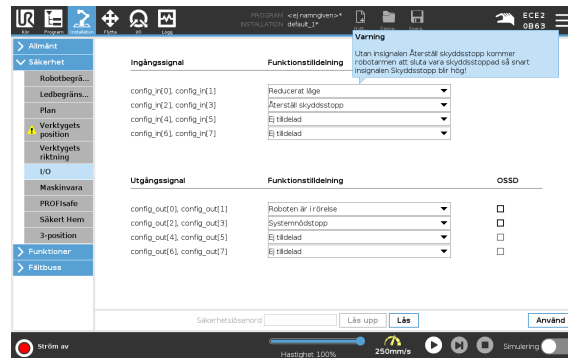 PROGRAM <ej namngiven>*
INSTALLATION default_1*
ECE2
0B63
Kör
Program
Installation
Flytta
I/O
Logg
Varning
Utan insignalen Återställ skyddsstopp kommer
robotarmen att sluta vara skyddsstoppad så snart
insignalen Skyddsstopp blir hög!
Allmänt
Säkerhet
Robotbegrä...
Ledbegräns...
Plan
Verktygets
position
Verktygets
riktning
I/O
Maskinvara
PROFIsafe
Säkert Hem
3-position
Funktioner
Fältbuss
Ingångssignal
Funktionstilldelning
config_in[0], config_in[1]
Reducerat läge
config_in[2], config_in[3]
Återställ skyddsstopp
config_in[4], config_in[5]
Ej tilldelad
config_in[6], config_in[7]
Ej tilldelad
Utgångssignal
Funktionstilldelning
OSSD
config_out[0], config_out[1]
Roboten är i rörelse
config_out[2], config_out[3]
Systemnödstopp
config_out[4], config_out[5]
Ej tilldelad
config_out[6], config_out[7]
Ej tilldelad
Säkerhetslösenord
Lås upp
Lås
Använd
Ström av
Hastighet 100%
250mm/s
Simulering